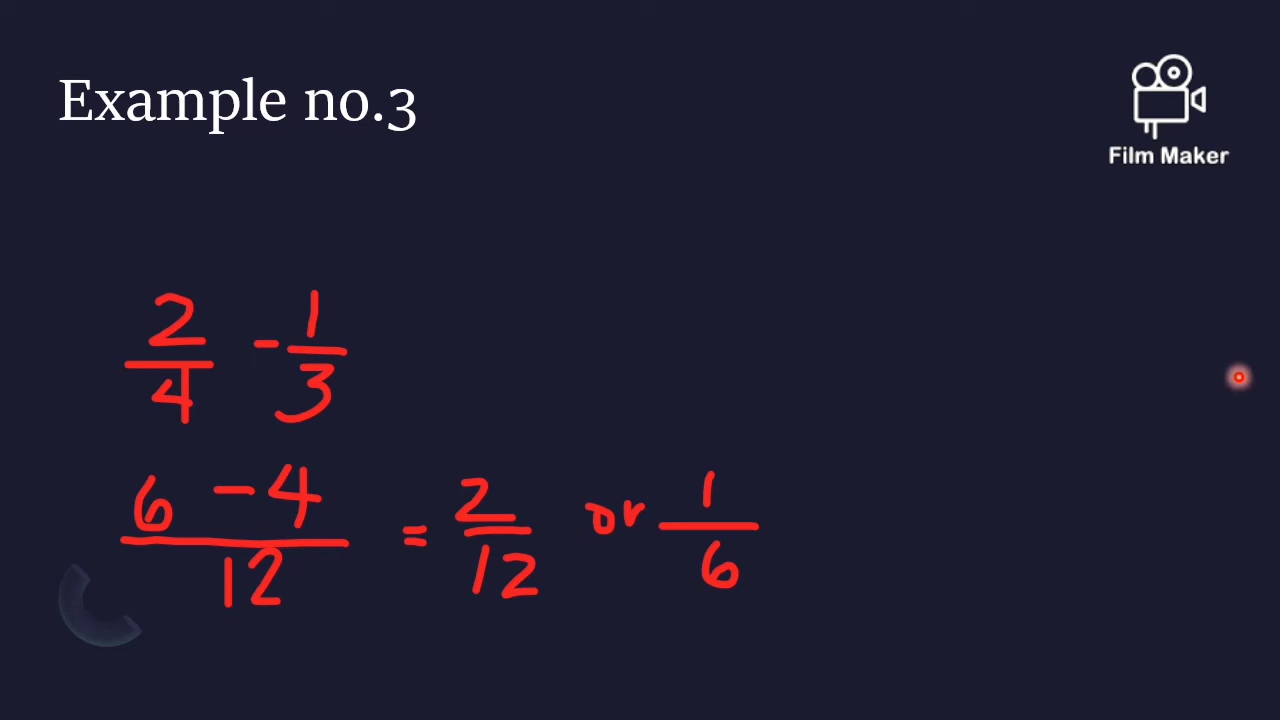 Example no.3
Film Maker
2/4 - 1/3
6 - 4/12 = 2/12 or 1/6